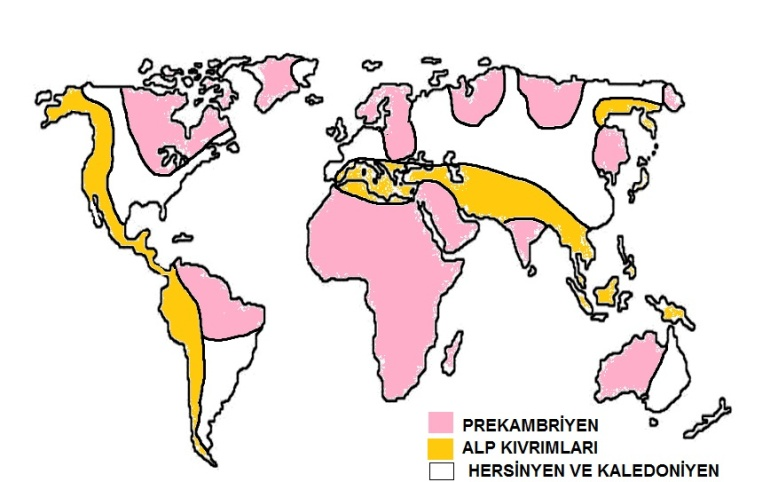 PREKAMBRİYEN
ALP KIVRIMLARI
HERSİNYEN VE KALEDONİYEN